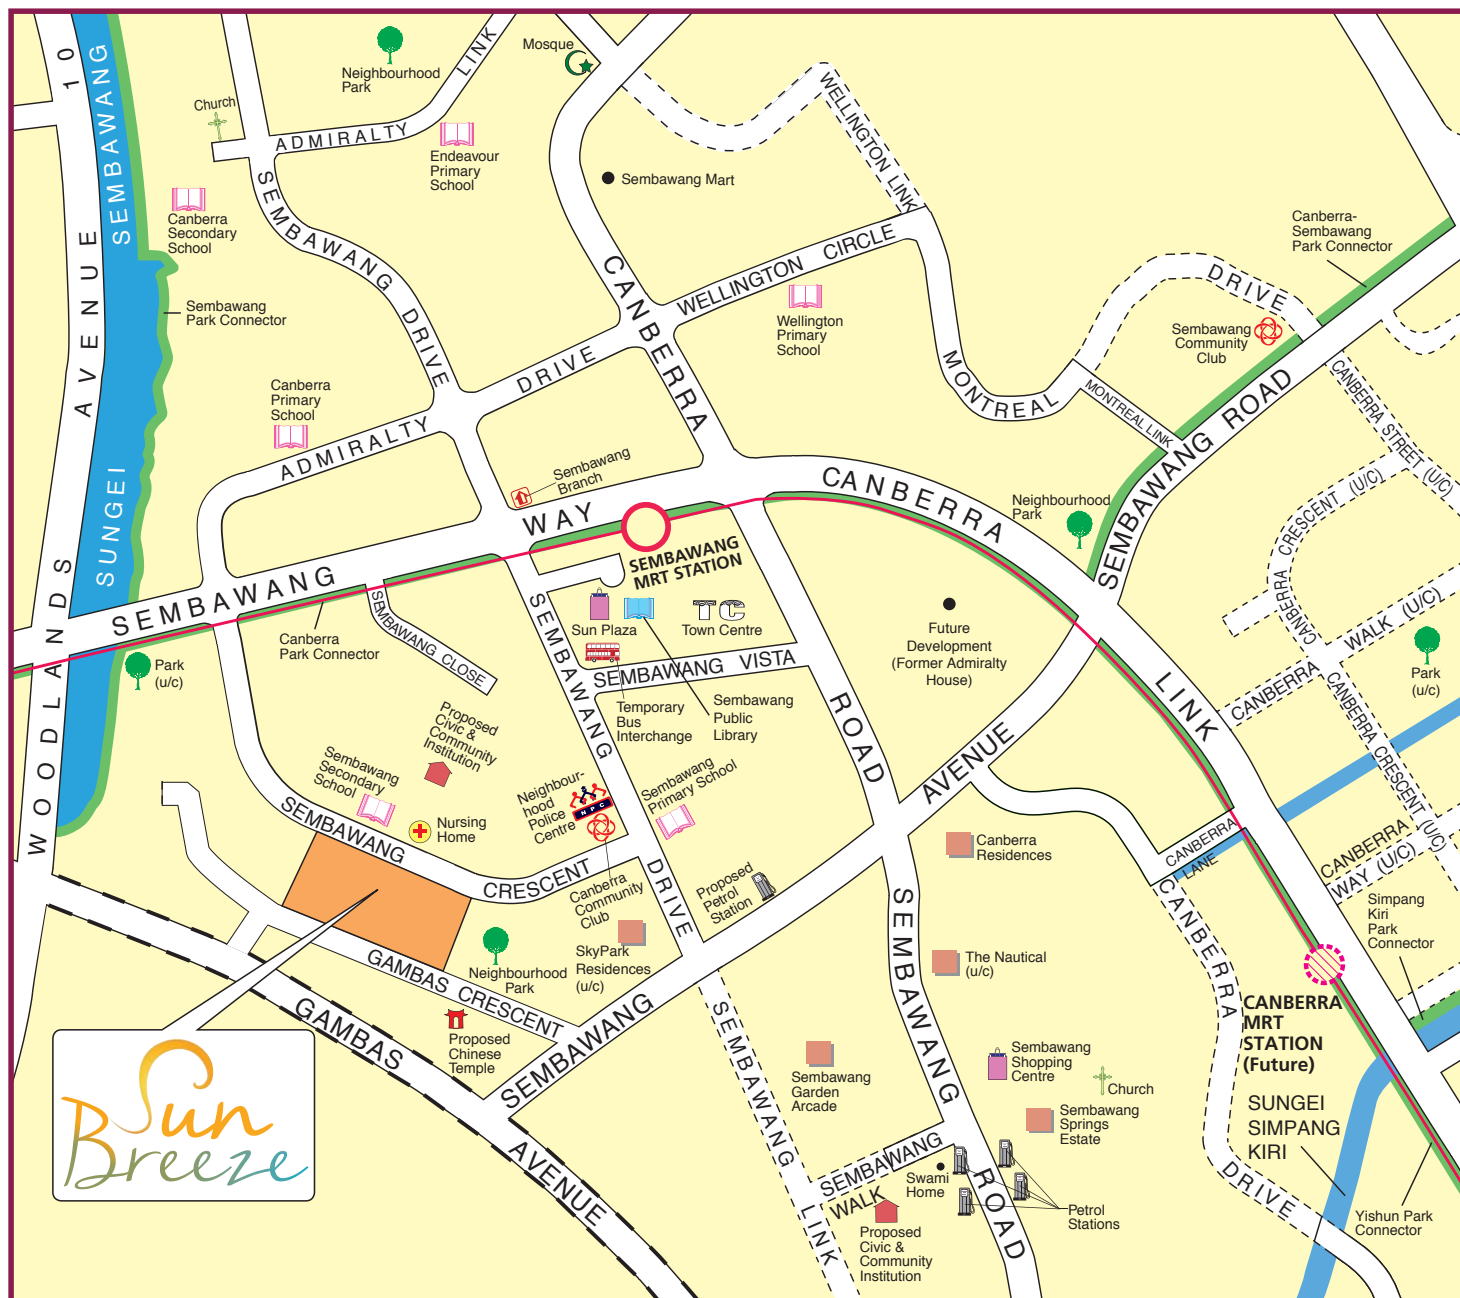 WOODLANDS AVENUE 10
SUNGEI SEMBAWANG
Church
Neighbourhood
Park
ADMIRALTY LINK
Endeavour
Primary
School
Mosque
Sembawang Mart
WELLINGTON LINK
Canberra
Secondary
School
SEMBAWANG DRIVE
Sembawang
Park Connector
CANBERRA
WELLINGTON CIRCLE
Wellington
Primary
School
Canberra-
Sembawang
Park Connector
MONTREAL DRIVE
Sembawang
Community
Club
MONTREAL LINK
SEMBAWANG ROAD
CANBERRA STREET (U/C)
Canberra
Primary
School
ADMIRALTY DRIVE
Sembawang
Branch
SEMBAWANG WAY
CANBERRA LINK
Neighbourhood
Park
CANBERRA CRESCENT (U/C)
CANBERRA WALK (U/C)
CANBERRA CRESCENT (U/C)
CANBERRA
WAY (U/C)
Park
(u/c)
SEMBAWANG
MRT STATION
Sun Plaza
TC
Town Centre
SEMBAWANG VISTA
Temporary
Bus
Interchange
Sembawang
Public
Library
Future
Development
(Former Admiralty
House)
Canberra
Park Connector
SEMBAWANG CLOSE
Park
(u/c)
Proposed
Civic &
Community
Institution
Sembawang
Secondary
School
Nursing
Home
Neighbour-
hood
Police
Centre
NPC
Sembawang
Primary School
SEMBAWANG DRIVE
SEMBAWANG CRESCENT
Canberra
Community
Club
SkyPark
Residences
(u/c)
Proposed
Petrol
Station
ROAD
SEMBAWANG AVENUE
Canberra
Residences
CANBERRA
LANE
Simpang
Kiri
Park
Connector
Neighbourhood
Park
GAMBAS CRESCENT
GAMBAS AVENUE
Proposed
Chinese
Temple
The Nautical
(u/c)
SEMBAWANG ROAD
CANBERRA DRIVE
CANBERRA
MRT
STATION
(Future)
SUNGEI
SIMPANG
KIRI
Sembawang
Garden
Arcade
Sembawang
Shopping
Centre
Church
Sembawang
Springs
Estate
SEMBAWANG LINK
SEMBAWANG
WALK
Swami
Home
Petrol
Stations
Proposed
Civic &
Community
Institution
Yishun Park
Connector
Sun
Breeze